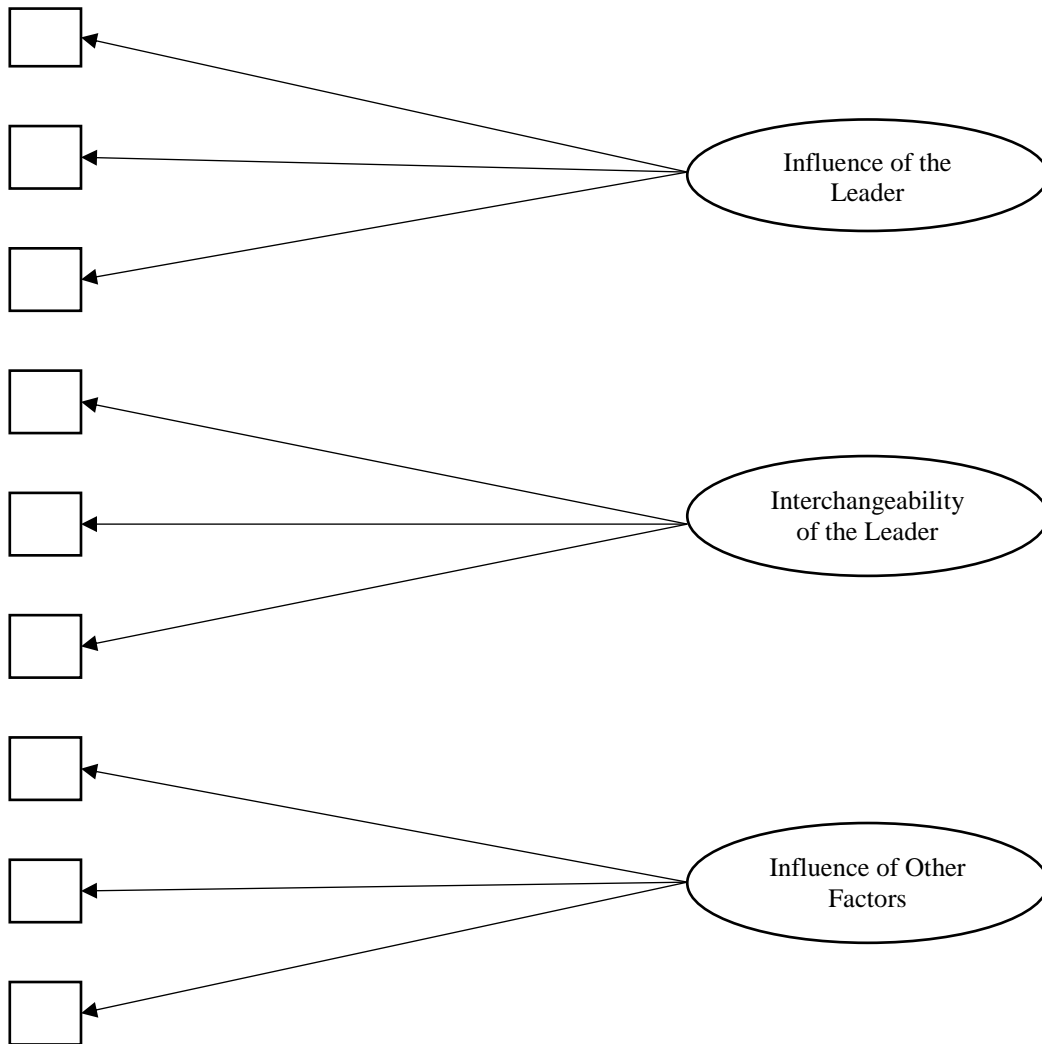 Influence of the
Leader
Interchangeability
of the Leader
Influence of Other
Factors